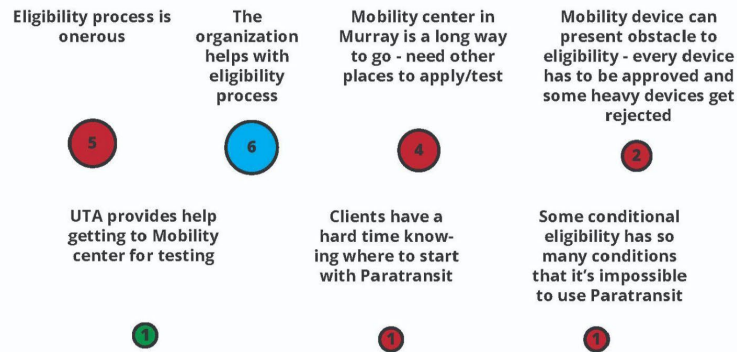 Eligibility process is
onerous
5
The
organization
helps with
eligibility
process
6
Mobility center in
Murray is a long way
to go - need other
places to apply/test
4
Mobility device can
present obstacle to
eligibility - every device
has to be approved and
some heavy devices get
rejected
2
UTA provides help
getting to Mobility
center for testing
1
Clients have a
hard time know-
ing where to start
with Paratransit
1
Some conditional
eligibility has so
many conditions
that it's impossible
to use Paratransit
1